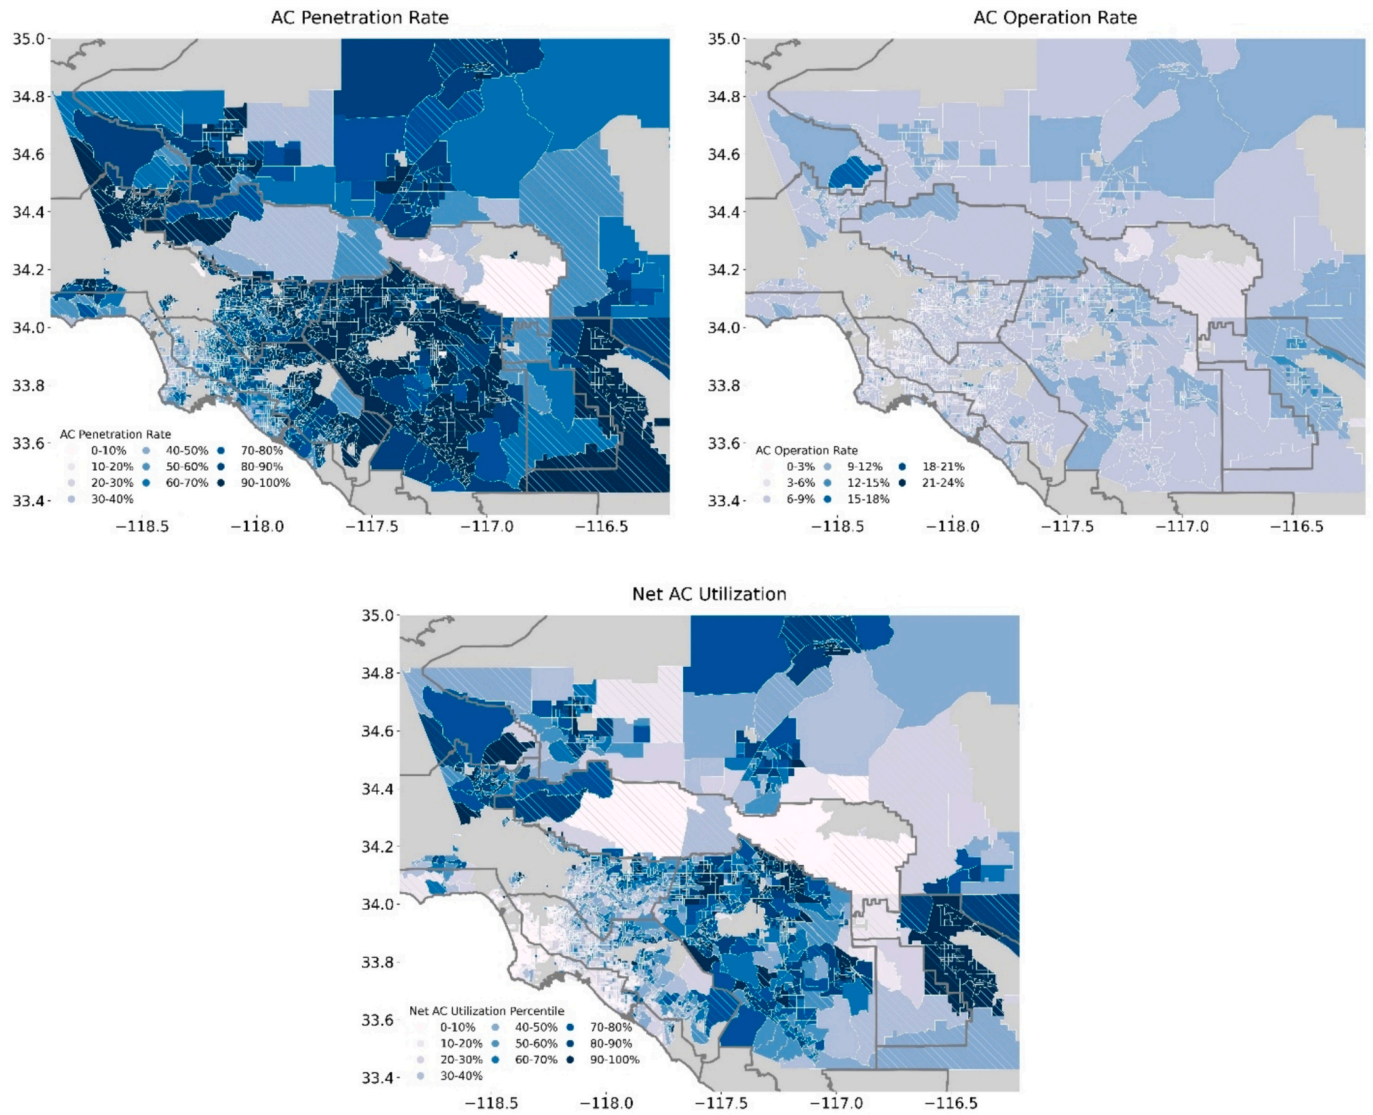 AC Penetration Rate
35.0
34.8
34.6
34.4
34.2
34.0
33.8
33.6
33.4
AC Penetration Rate
0-10% 40-50% 70-80%
10-20% 50-60% 80-90%
20-30% 60-70% 90-100%
30-40%
−118.5 −118.0 −117.5 −117.0 −116.5
AC Operation Rate
35.0
34.8
34.6
34.4
34.2
34.0
33.8
33.6
33.4
AC Operation Rate
0-3% 9-12% 18-21%
3-6% 12-15% 21-24%
6-9% 15-18%
−118.5 −118.0 −117.5 −117.0 −116.5
Net AC Utilization
35.0
34.8
34.6
34.4
34.2
34.0
33.8
33.6
33.4
Net AC Utilization Percentile
0-10% 40-50% 70-80%
10-20% 50-60% 80-90%
20-30% 60-70% 90-100%
30-40%
−118.5 −118.0 −117.5 −117.0 −116.5